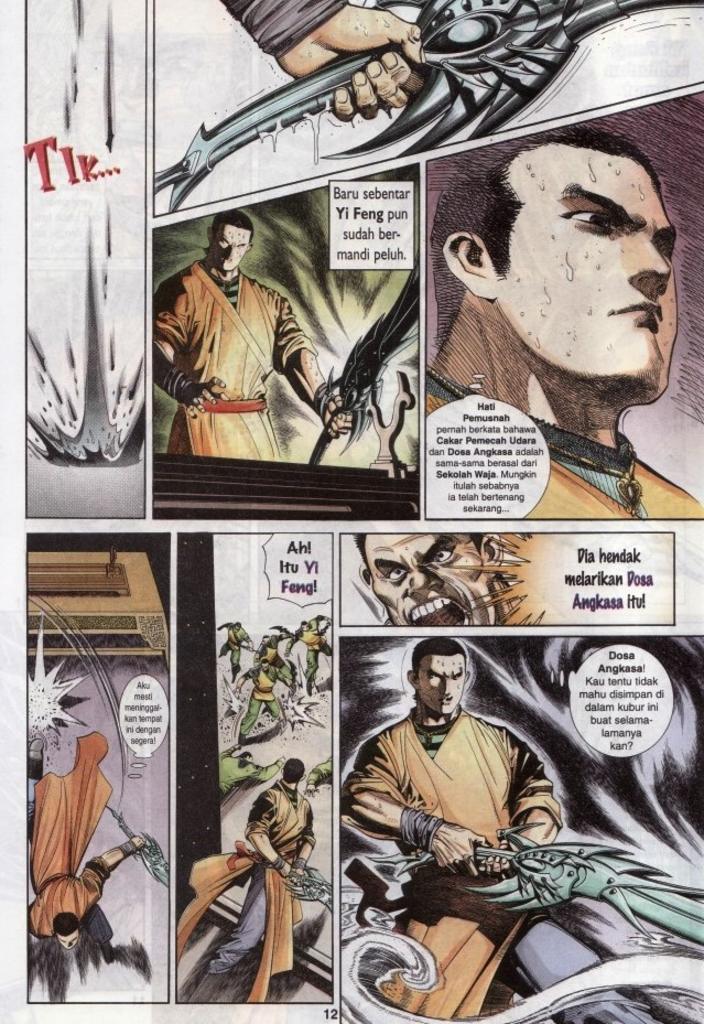 TIK...
Baru sebentar
Yi Feng pun
sudah ber-
mandi peluh.
Hati
Pemusnah
pernah berkata bahawa
Cakar Pemecah Udara
dan Dosa Angkasa adalah
sama-sama berasal dari
Sekolah Waja. Mungkin
itulah sebabnya
ia telah bertenang
sekarang...
Aku
mesti
meninggal-
kan tempat
ini dengan
segera!
Ah!
Itu Yi
Feng!
Dia hendak
melarikan Dosa
Angkasa itu!
Dosa
Angkasa!
Kau tentu tidak
mahu disimpan di
dalam kubur ini
buat selama-
lamanya
kan?
12